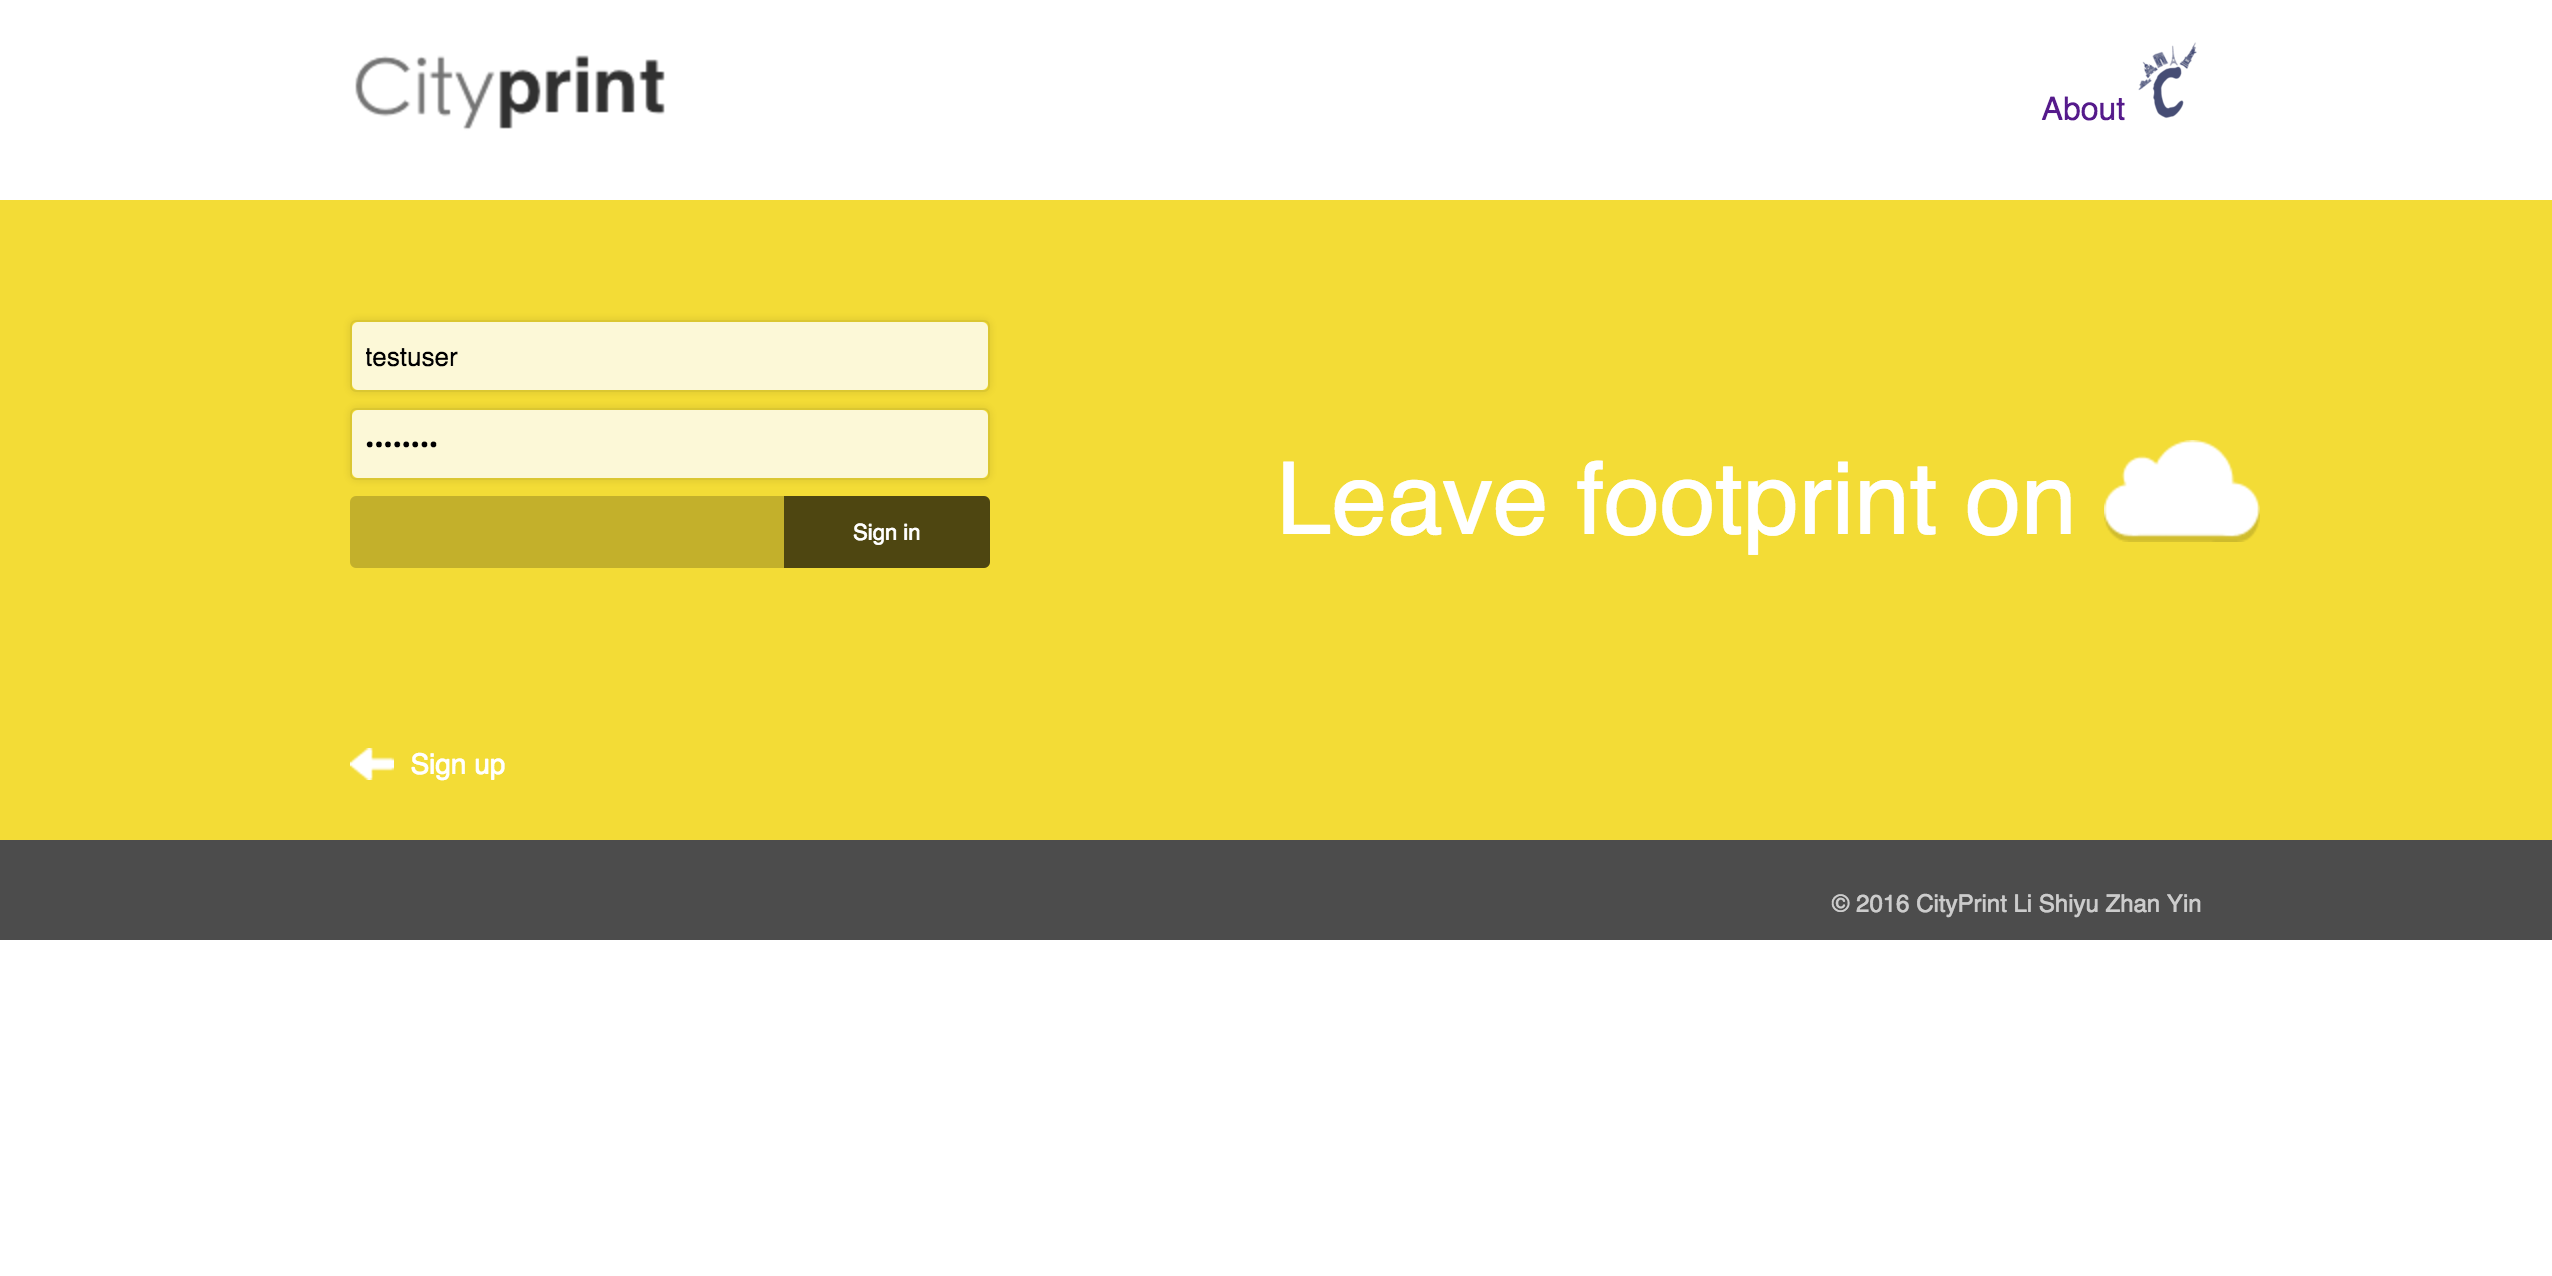 Cityprint
About
testuser
••••••••
Sign in
Leave footprint on
Sign up
© 2016 CityPrint Li Shiyu Zhan Yin